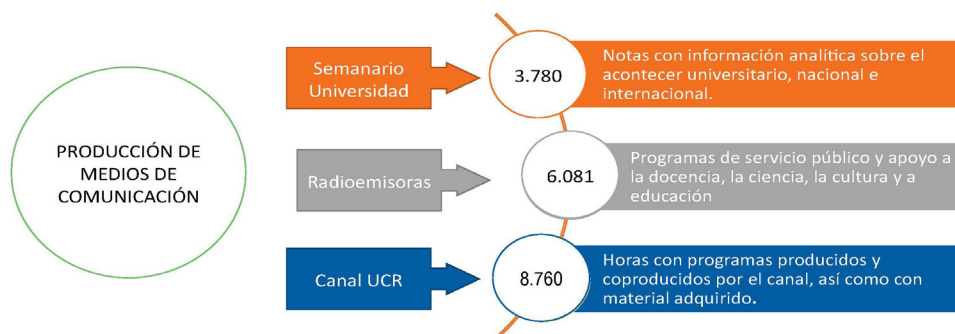 PRODUCCIÓN DE
MEDIOS DE
COMUNICACIÓN
Semanario
Universidad
3.780
Notas con información analítica sobre el
acontecer universitario, nacional e
internacional.
Radioemisoras
6.081
Programas de servicio público y apoyo a
la docencia, la ciencia, la cultura y a
educación
Canal UCR
8.760
Horas con programas producidos y
coproducidos por el canal, así como con
material adquirido.